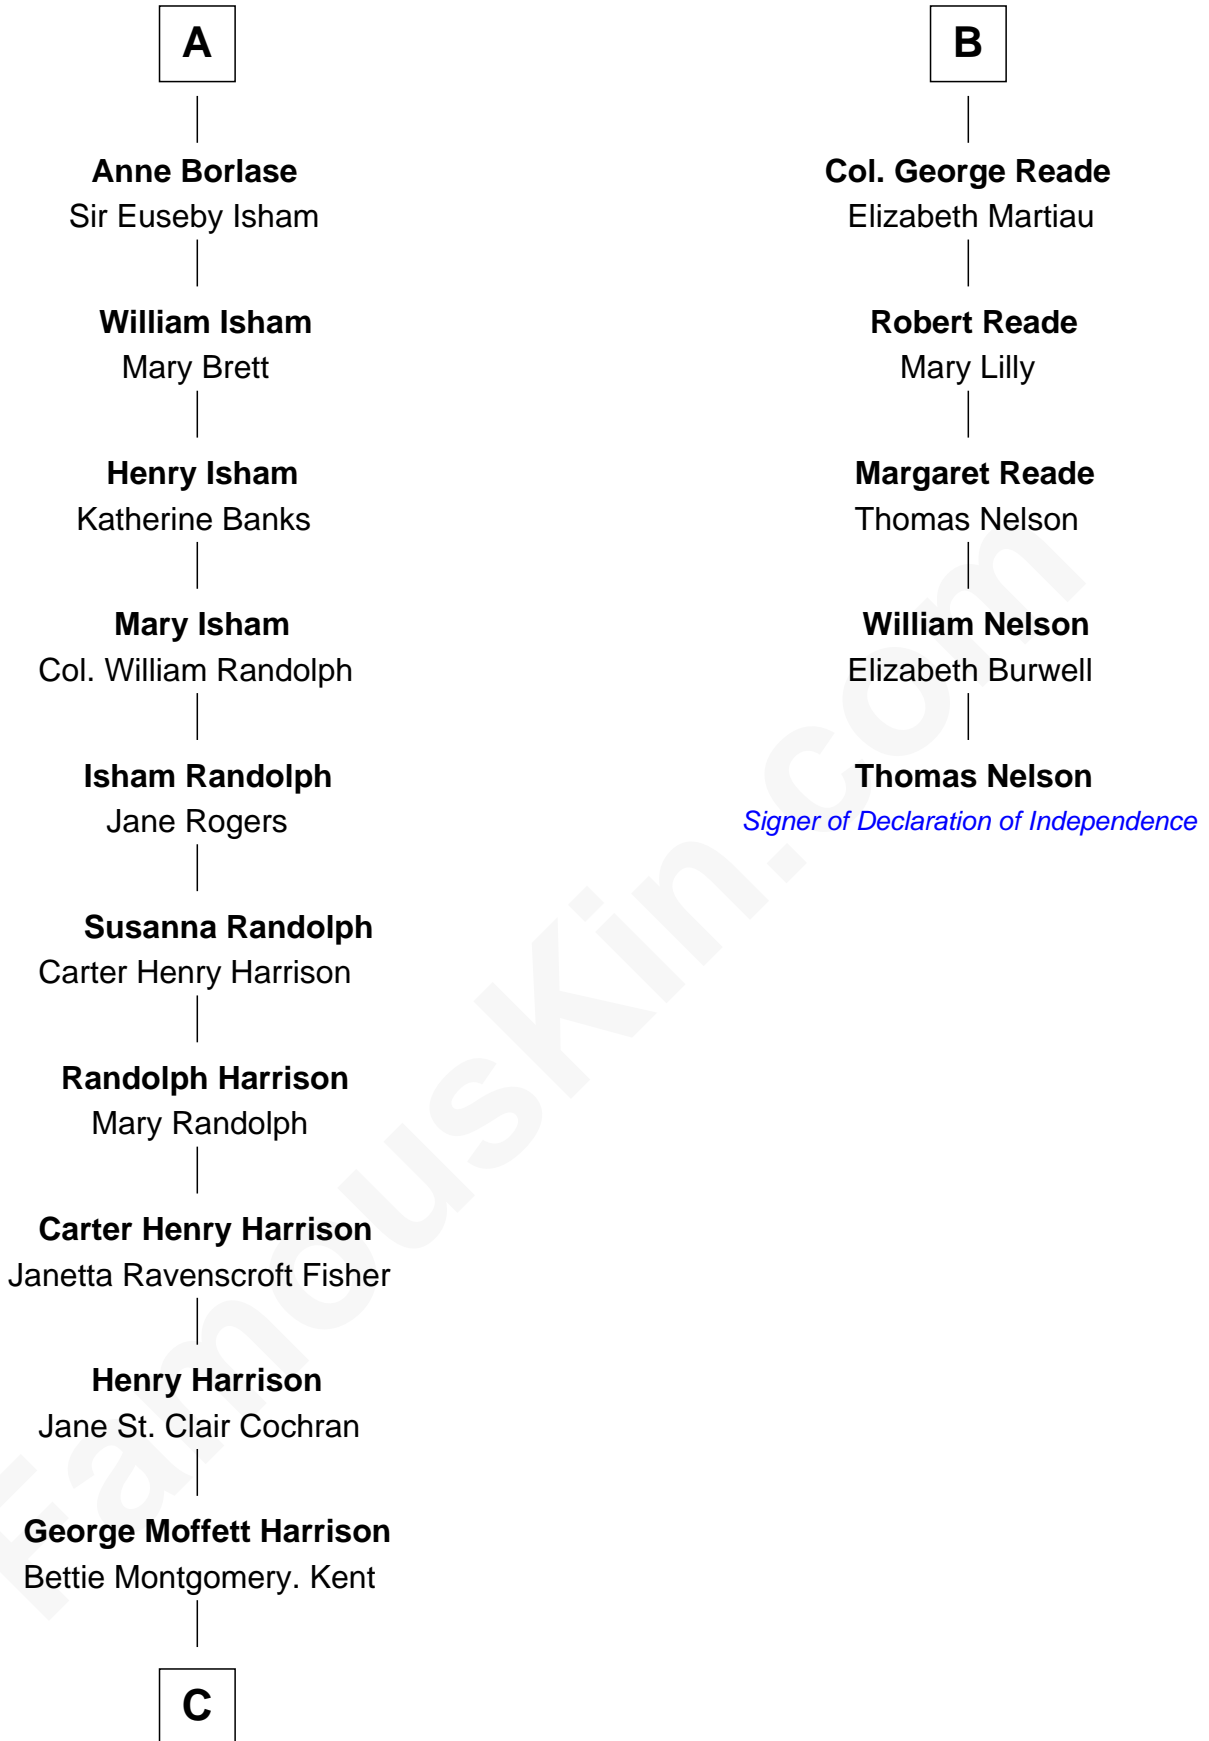 A
Anne Borlase
Sir Euseby Isham
William Isham
Mary Brett
Henry Isham
Katherine Banks
Mary Isham
Col. William Randolph
Isham Randolph
Jane Rogers
Susanna Randolph
Carter Henry Harrison
Randolph Harrison
Mary Randolph
Carter Henry Harrison
Janetta Ravenscroft Fisher
Henry Harrison
Jane St. Clair Cochran
George Moffett Harrison
Bettie Montgomery. Kent
C
B
Col. George Reade
Elizabeth Martiau
Robert Reade
Mary Lilly
Margaret Reade
Thomas Nelson
William Nelson
Elizabeth Burwell
Thomas Nelson
Signer of Declaration of Independence
FamousKin.com